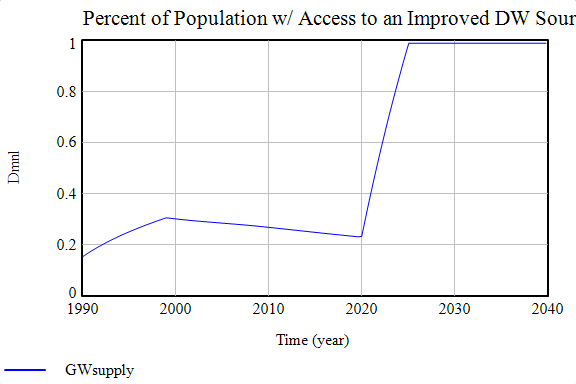 Percent of Population w/ Access to an Improved DW Sour
1
0.8
0.6
0.4
0.2
0
Dmnl
1990 2000 2010 2020 2030 2040
Time (year)
GWsupply